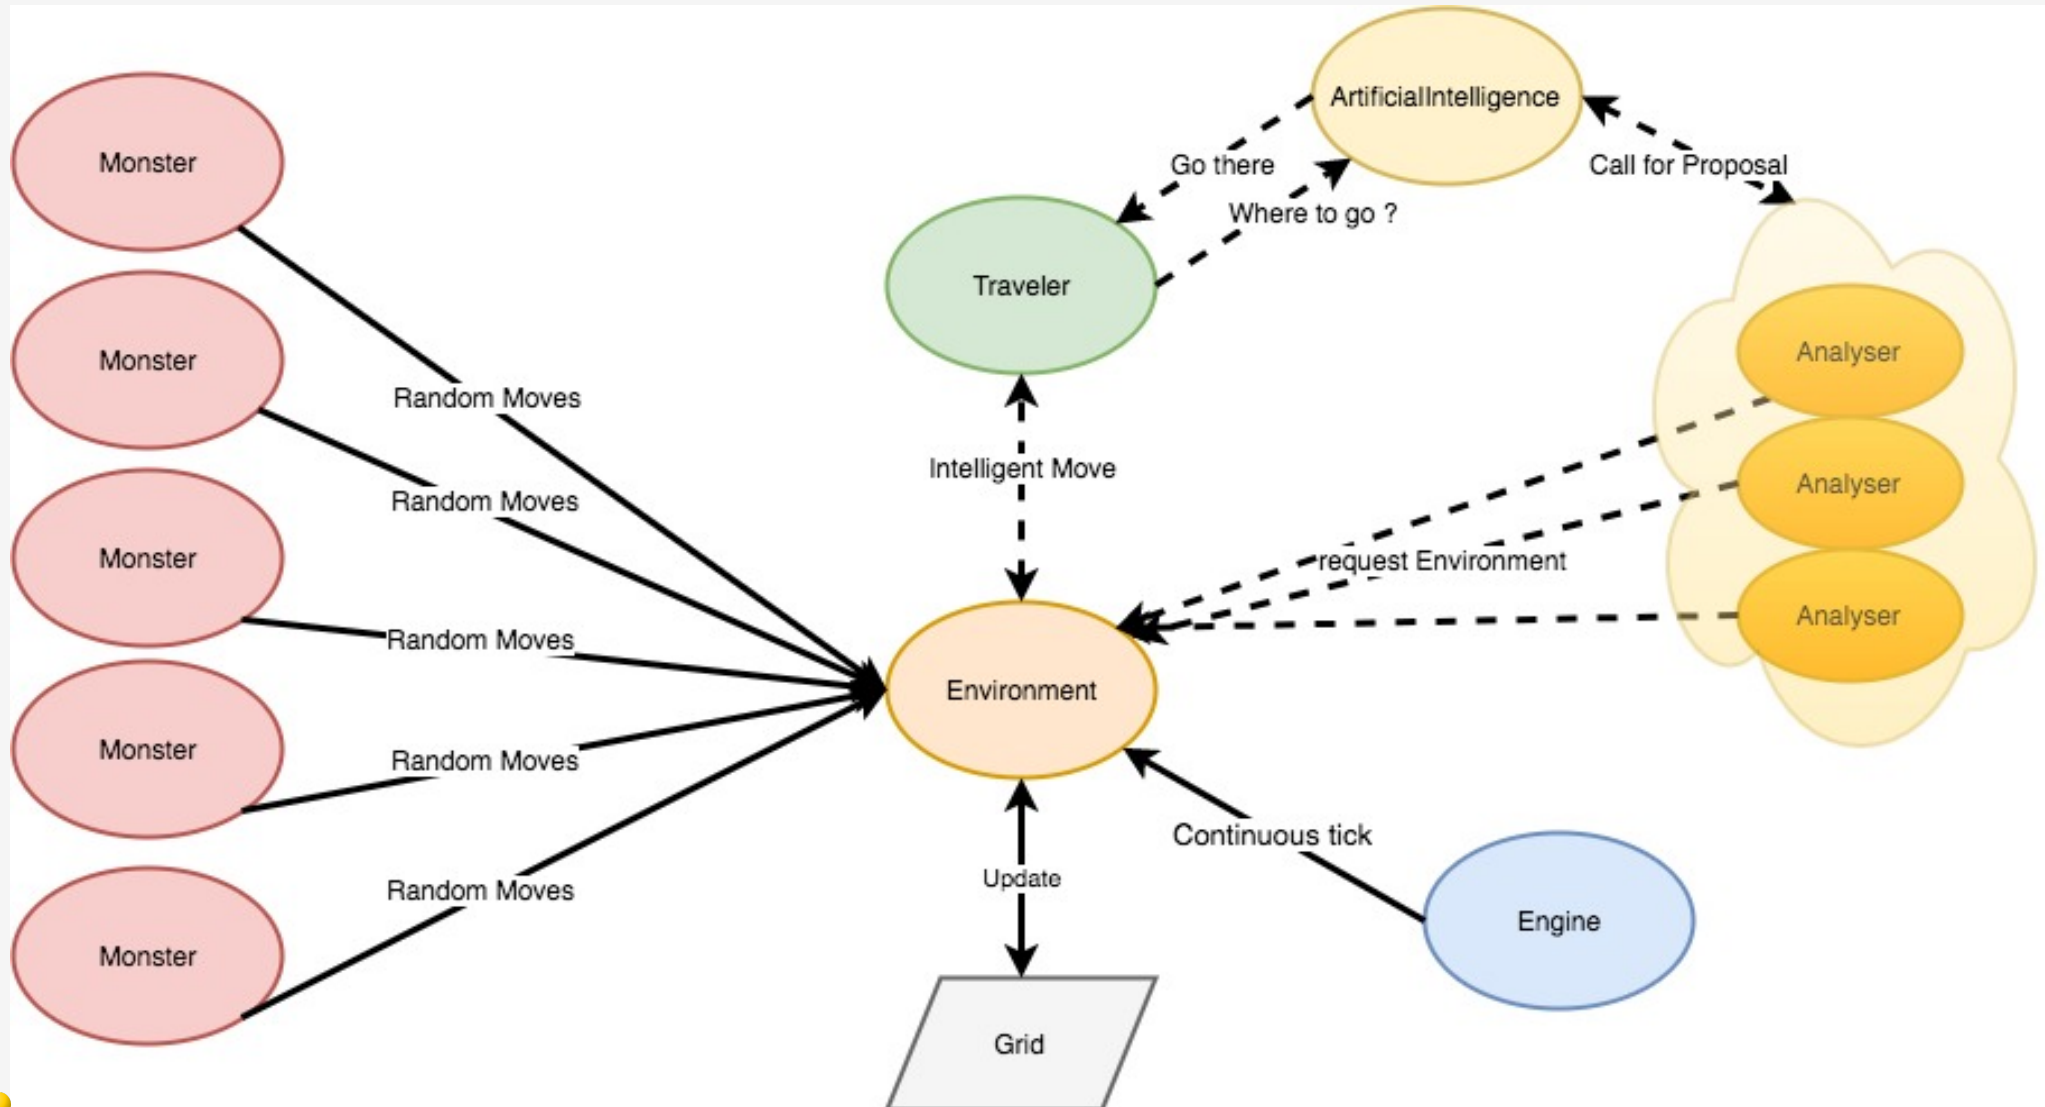 ArtificialIntelligence
Monster
Go there
Call for Proposal
Where to go ?
Traveler
Analyser
Monster
Random Moves
Intelligent Move
Analyser
Random Moves
Monster
request Environment
Analyser
Random Moves
Environment
Monster
Random Moves
Continuous tick
Update
Random Moves
Engine
Monster
Grid